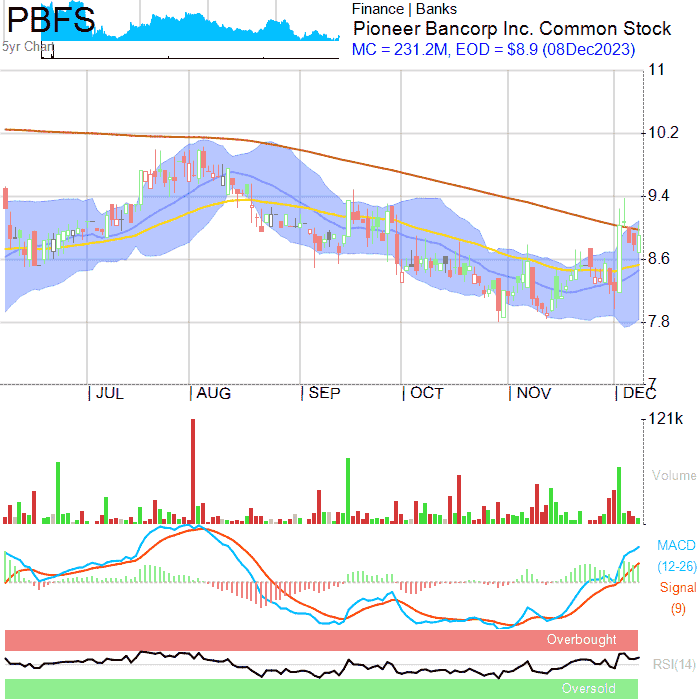 PBFS
5yr Chart
Finance | Banks
Pioneer Bancorp Inc. Common Stock
MC = 231.2M, EOD = $8.9 (08Dec2023)
11
10.2
9.4
8.6
7.8
7
JUL
AUG
SEP
OCT
NOV
DEC
121k
Volume
MACD
(12-26)
Signal
(9)
Overbought
RSI(14)
Oversold